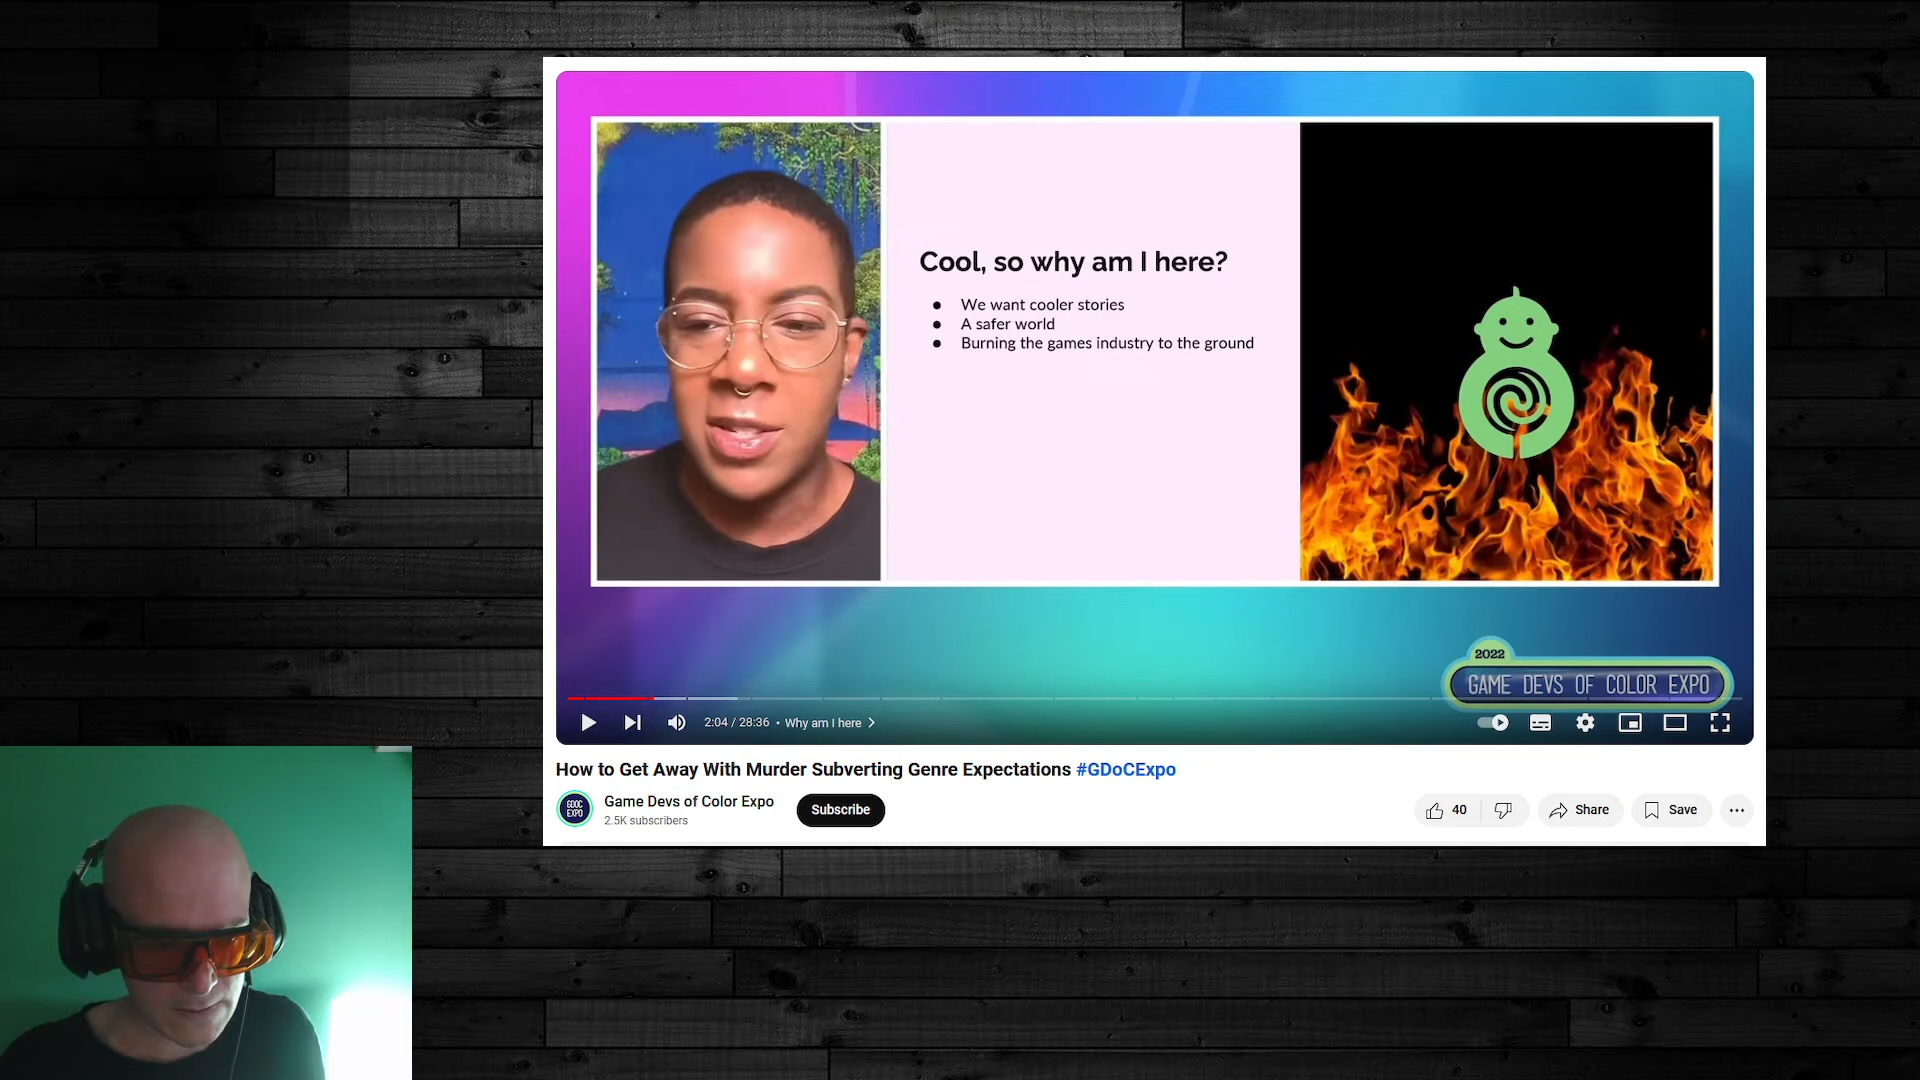 Cool, so why am I here?
● We want cooler stories
● A safer world
● Burning the games industry to the ground
2022
GAME DEVS OF COLOR EXPO
2:04 / 28:36 • Why am I here
How to Get Away With Murder Subverting Genre Expectations #GDoCExpo
GDOC
EXPO
Game Devs of Color Expo
2.5K subscribers
Subscribe
40
Share
Save